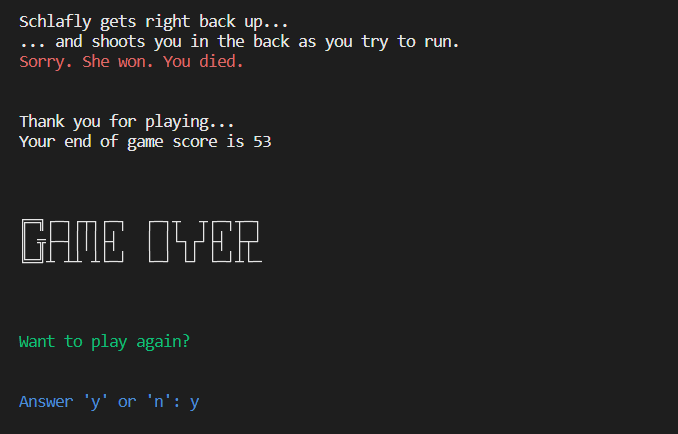 Schlafly gets right back up...
... and shoots you in the back as you try to run.
Sorry. She won. You died.
Thank you for playing...
Your end of game score is 53
GAME OVER
Want to play again?
Answer 'y' or 'n': y